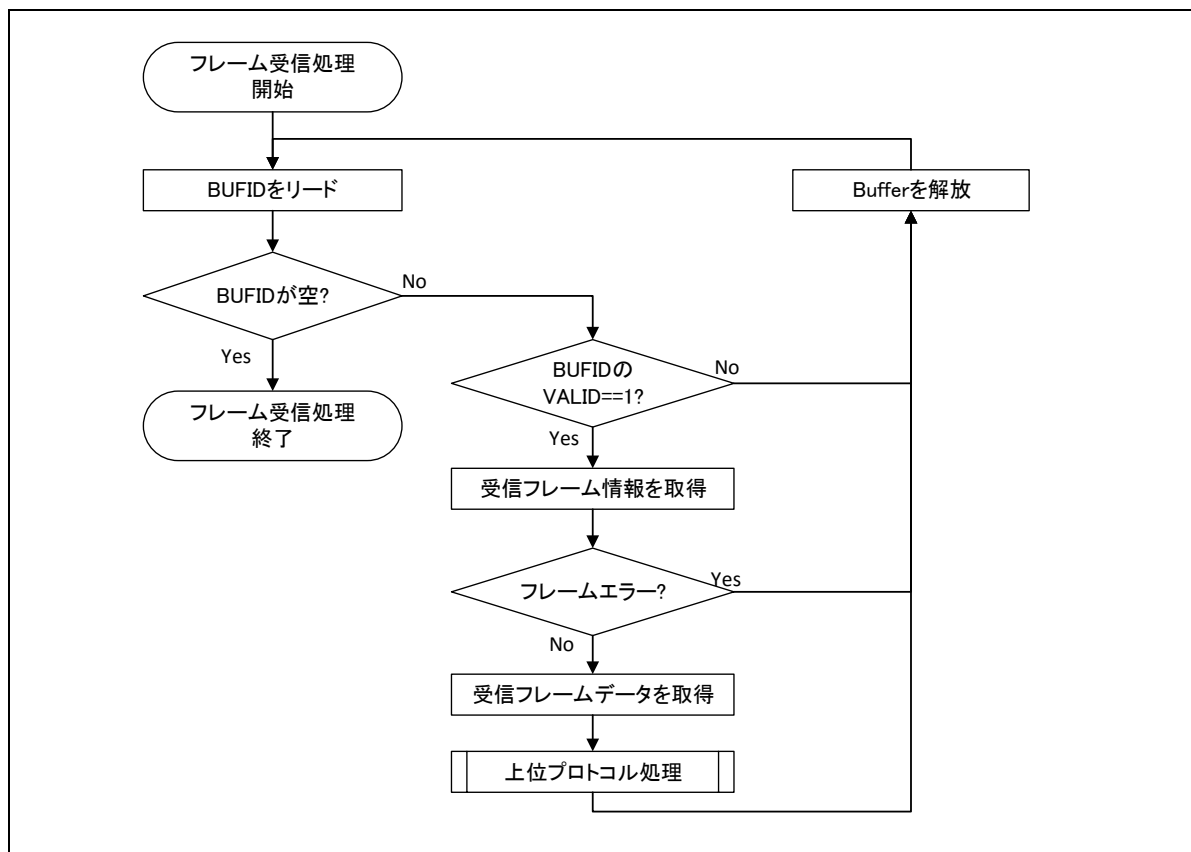 フレーム受信処理
開始
BUFIDをリード
Bufferを解放
BUFIDが空?
No
Yes
BUFIDの
VALID==1?
No
フレーム受信処理
終了
Yes
受信フレーム情報を取得
フレームエラー?
Yes
No
受信フレームデータを取得
上位プロトコル処理